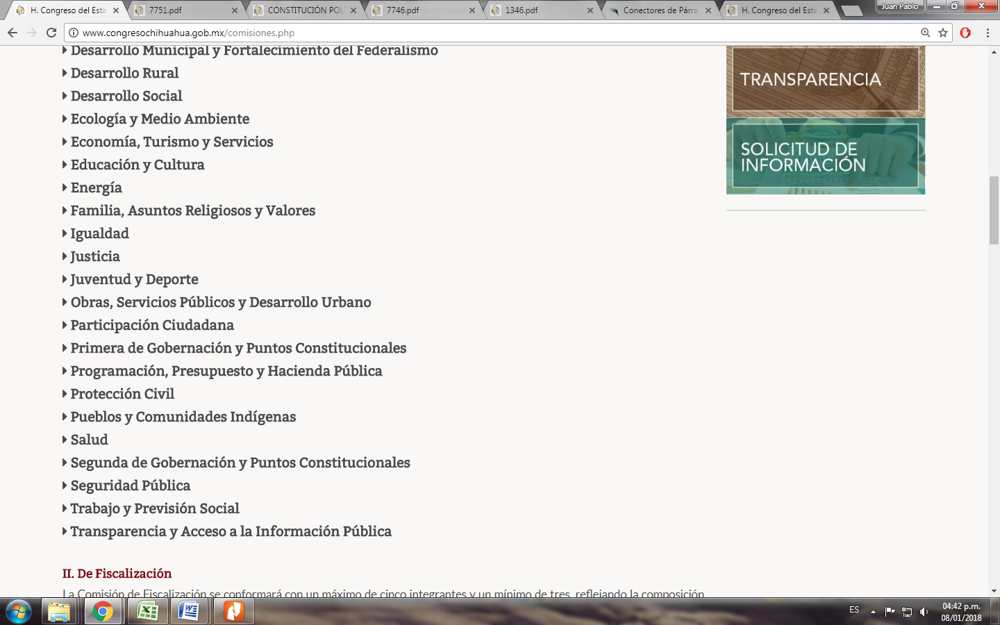 H. Congreso del Esta
7751.pdf
CONSTITUCIÓN POL
7746.pdf
1346.pdf
Conectores de Párra
H. Congreso del Esta
Juan Pablo
www.congresochihuahua.gob.mx/comisiones.php
Desarrollo Municipal y Fortalecimiento del Federalismo
Desarrollo Rural
Desarrollo Social
Ecología y Medio Ambiente
Economía, Turismo y Servicios
Educación y Cultura
Energía
Familia, Asuntos Religiosos y Valores
Igualdad
Justicia
Juventud y Deporte
Obras, Servicios Públicos y Desarrollo Urbano
Participación Ciudadana
Primera de Gobernación y Puntos Constitucionales
Programación, Presupuesto y Hacienda Pública
Protección Civil
Pueblos y Comunidades Indígenas
Salud
Segunda de Gobernación y Puntos Constitucionales
Seguridad Pública
Trabajo y Previsión Social
Transparencia y Acceso a la Información Pública
II. De Fiscalización
La Comisión de Fiscalización se conformará con un máximo de cinco integrantes y un mínimo de tres, reflejando la composición
TRANSPARENCIA
SOLICITUD DE
INFORMACIÓN
ES
04:42 p.m.
08/01/2018